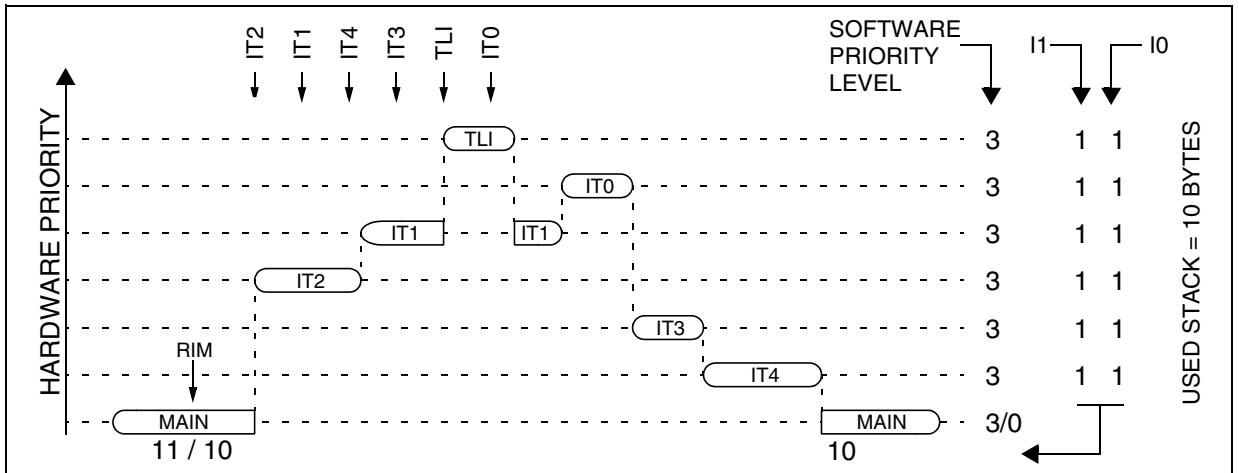 IT2
IT1
IT4
IT3
TLI
IT0
SOFTWARE
PRIORITY
LEVEL
I1
I0
HARDWARE PRIORITY
TLI
3 1 1
IT0
3 1 1
IT1
IT1
3 1 1
IT2
3 1 1
IT3
3 1 1
RIM
IT4
3 1 1
MAIN
MAIN
3/0
11 / 10
10
USED STACK = 10 BYTES